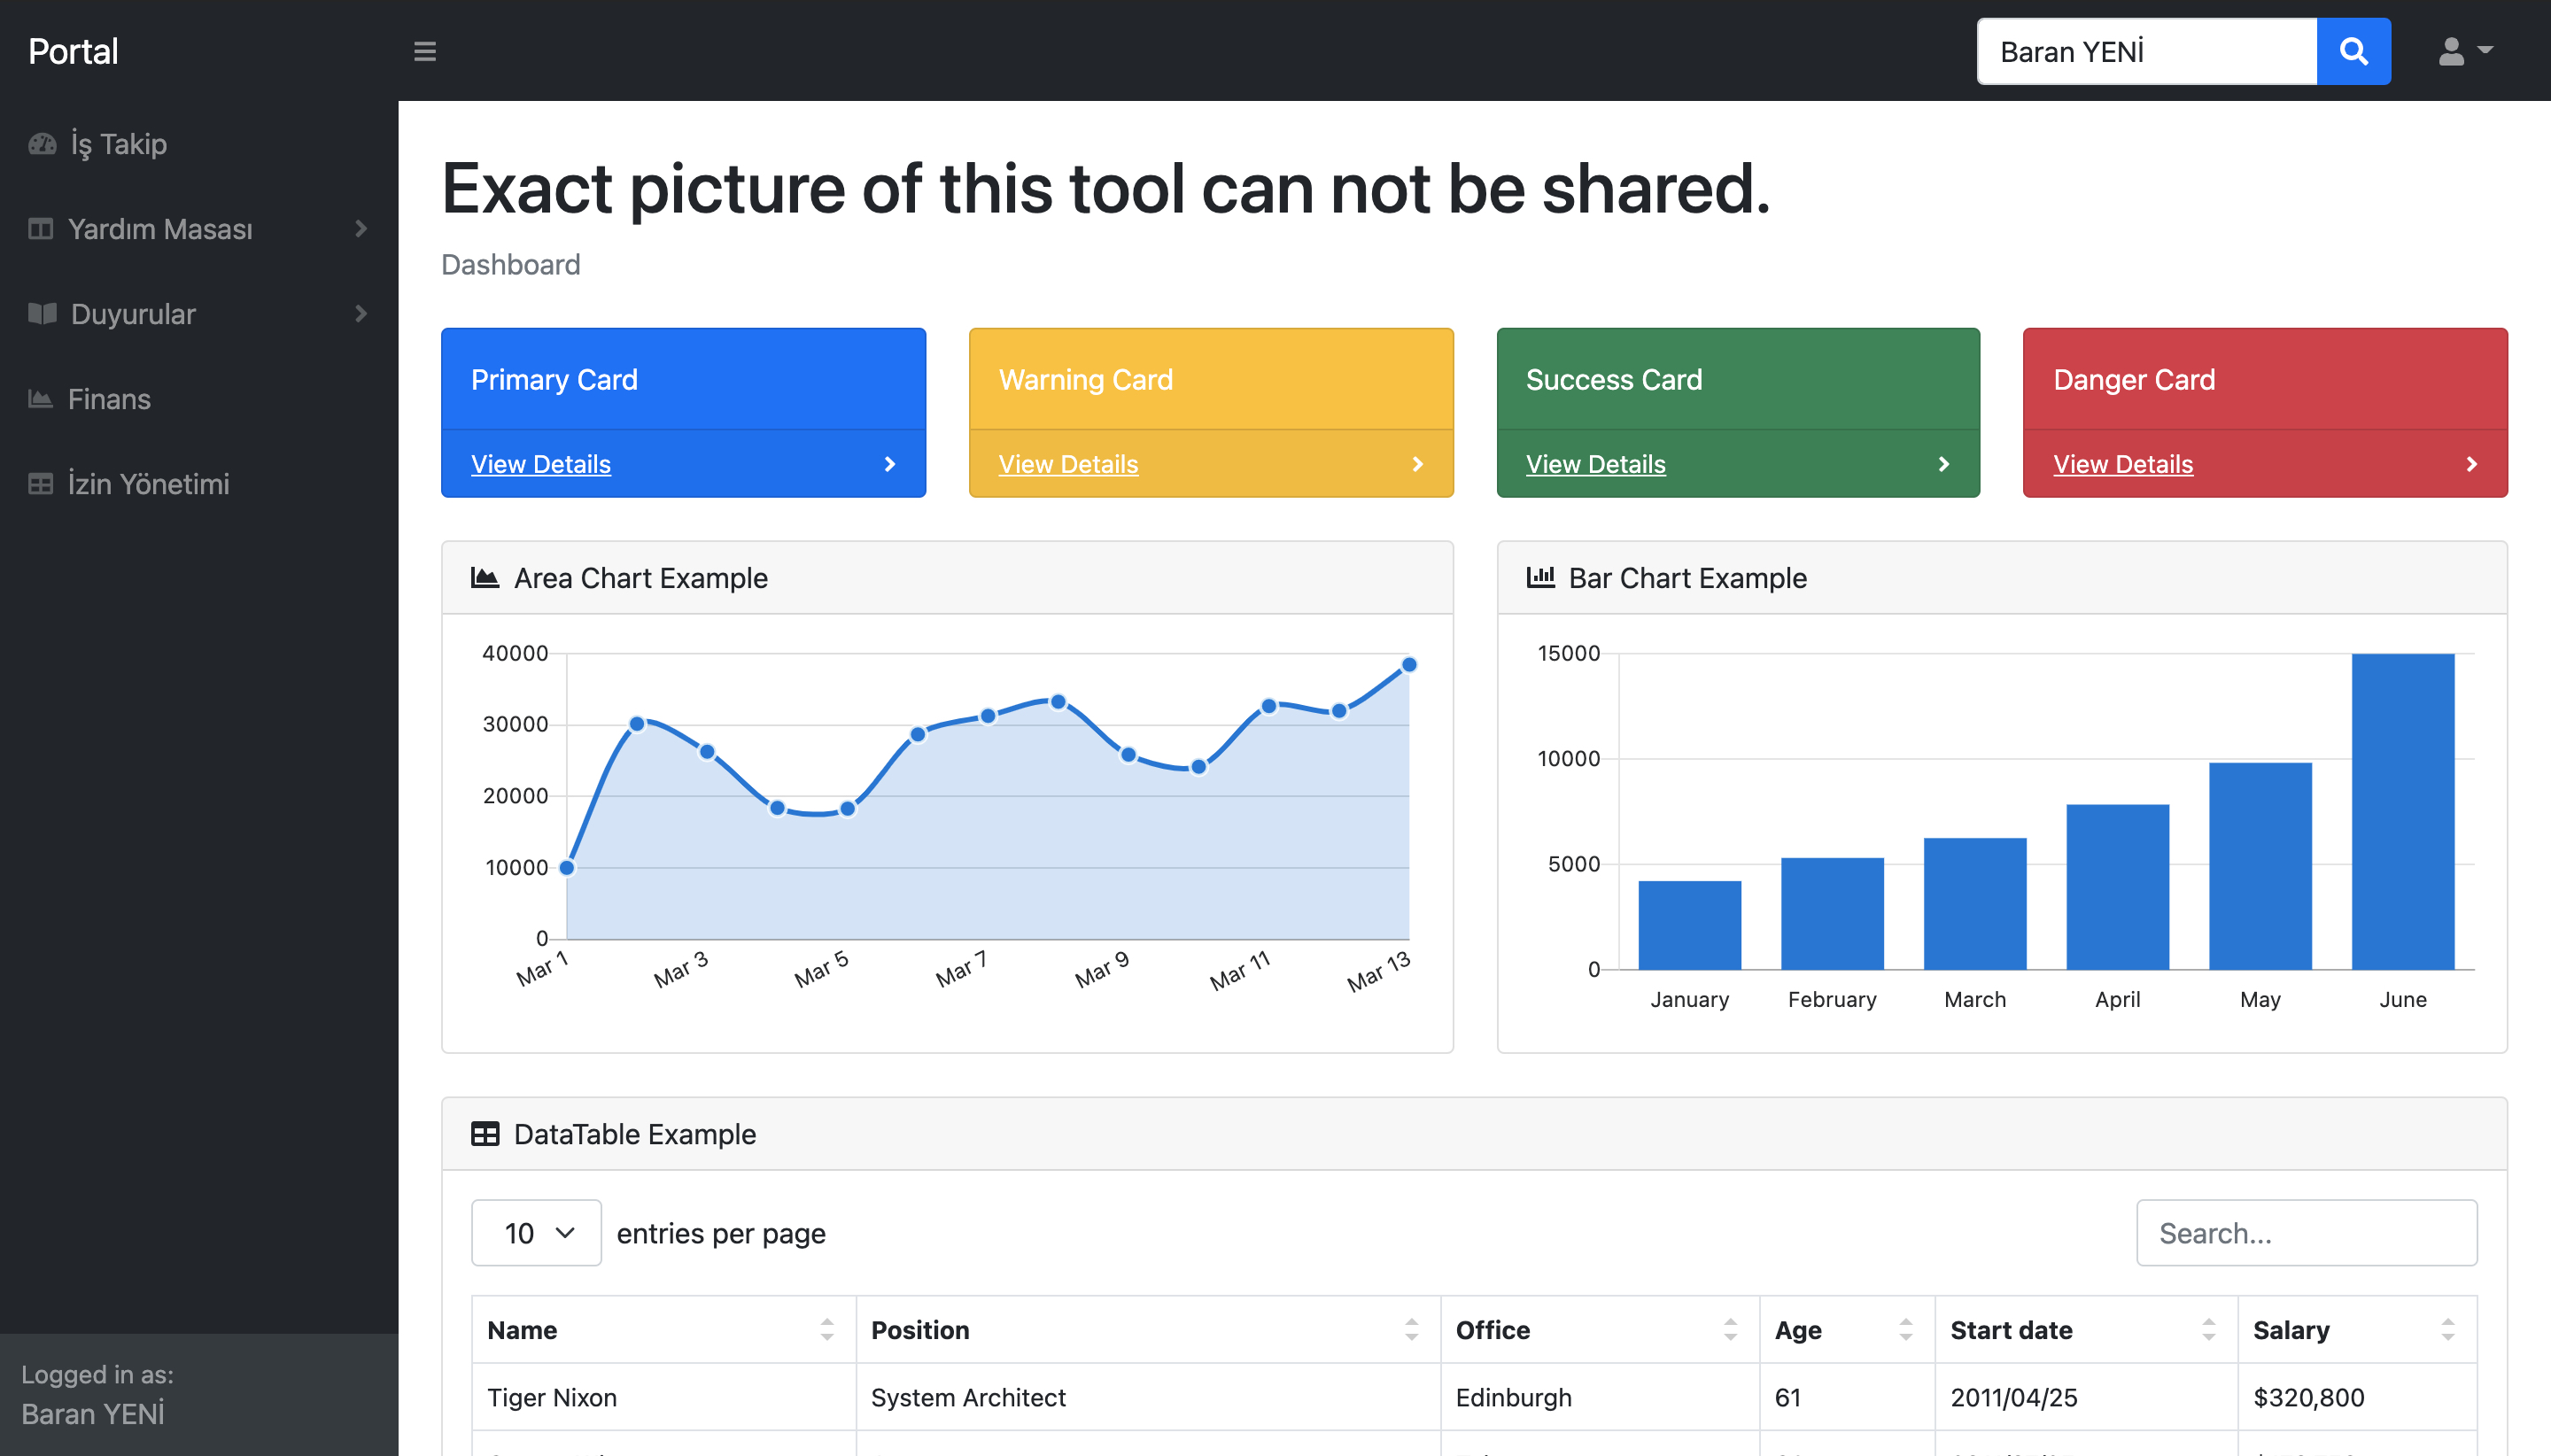 Portal
Baran YENİ
İş Takip
Yardım Masası
Duyurular
Finans
İzin Yönetimi
Logged in as:
Baran YENİ
Exact picture of this tool can not be shared.
Dashboard
Primary Card
View Details
Warning Card
View Details
Success Card
View Details
Danger Card
View Details
Area Chart Example
40000
30000
20000
10000
0
Mar 1 Mar 3 Mar 5 Mar 7 Mar 9 Mar 11 Mar 13
Bar Chart Example
15000
10000
5000
0
January February March April May June
DataTable Example
10 entries per page
Search...
Name Position Office Age Start date Salary
Tiger Nixon System Architect Edinburgh 61 2011/04/25 $320,800